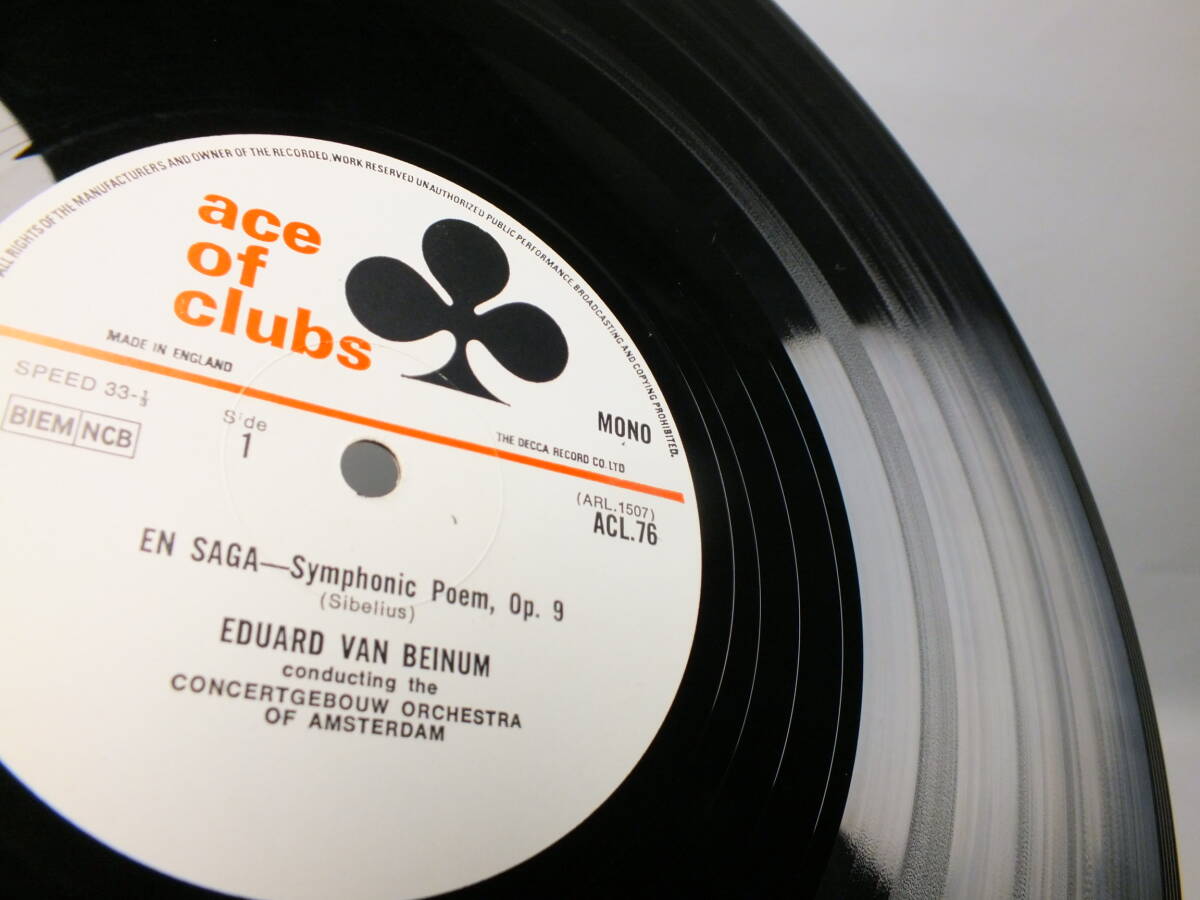 ALL RIGHTS OF THE MANUFACTURERS AND OWNER OF THE RECORDED WORK RESERVED UNAUTHORIZED PUBLIC PERFORMANCE BROADCASTING AND COPYING PROHIBITED.
ace
of
clubs
MADE IN ENGLAND
SPEED 33-⅓
BIEM NCB
Side
1
MONO
THE DECCA RECORD CO. LTD
(ARL.1507)
ACL.76
EN SAGA—Symphonic Poem, Op. 9
(Sibelius)
EDUARD VAN BEINUM
conducting the
CONCERTGEBOUW ORCHESTRA
OF AMSTERDAM